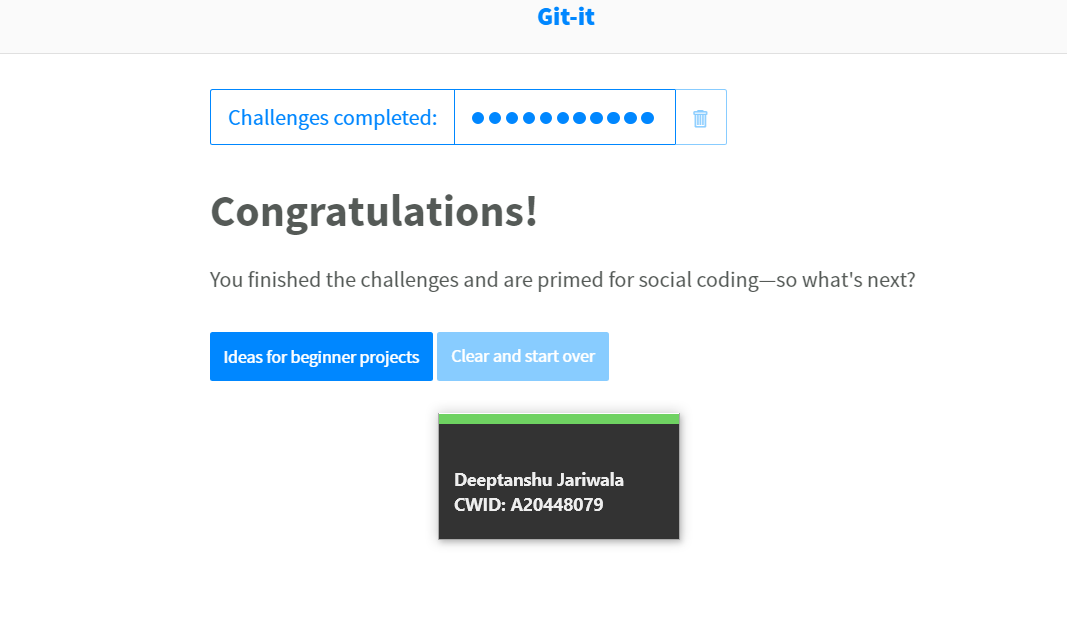 Git-it
Challenges completed:
Congratulations!
You finished the challenges and are primed for social coding—so what's next?
Ideas for beginner projects
Clear and start over
Deeptanshu Jariwala
CWID: A20448079